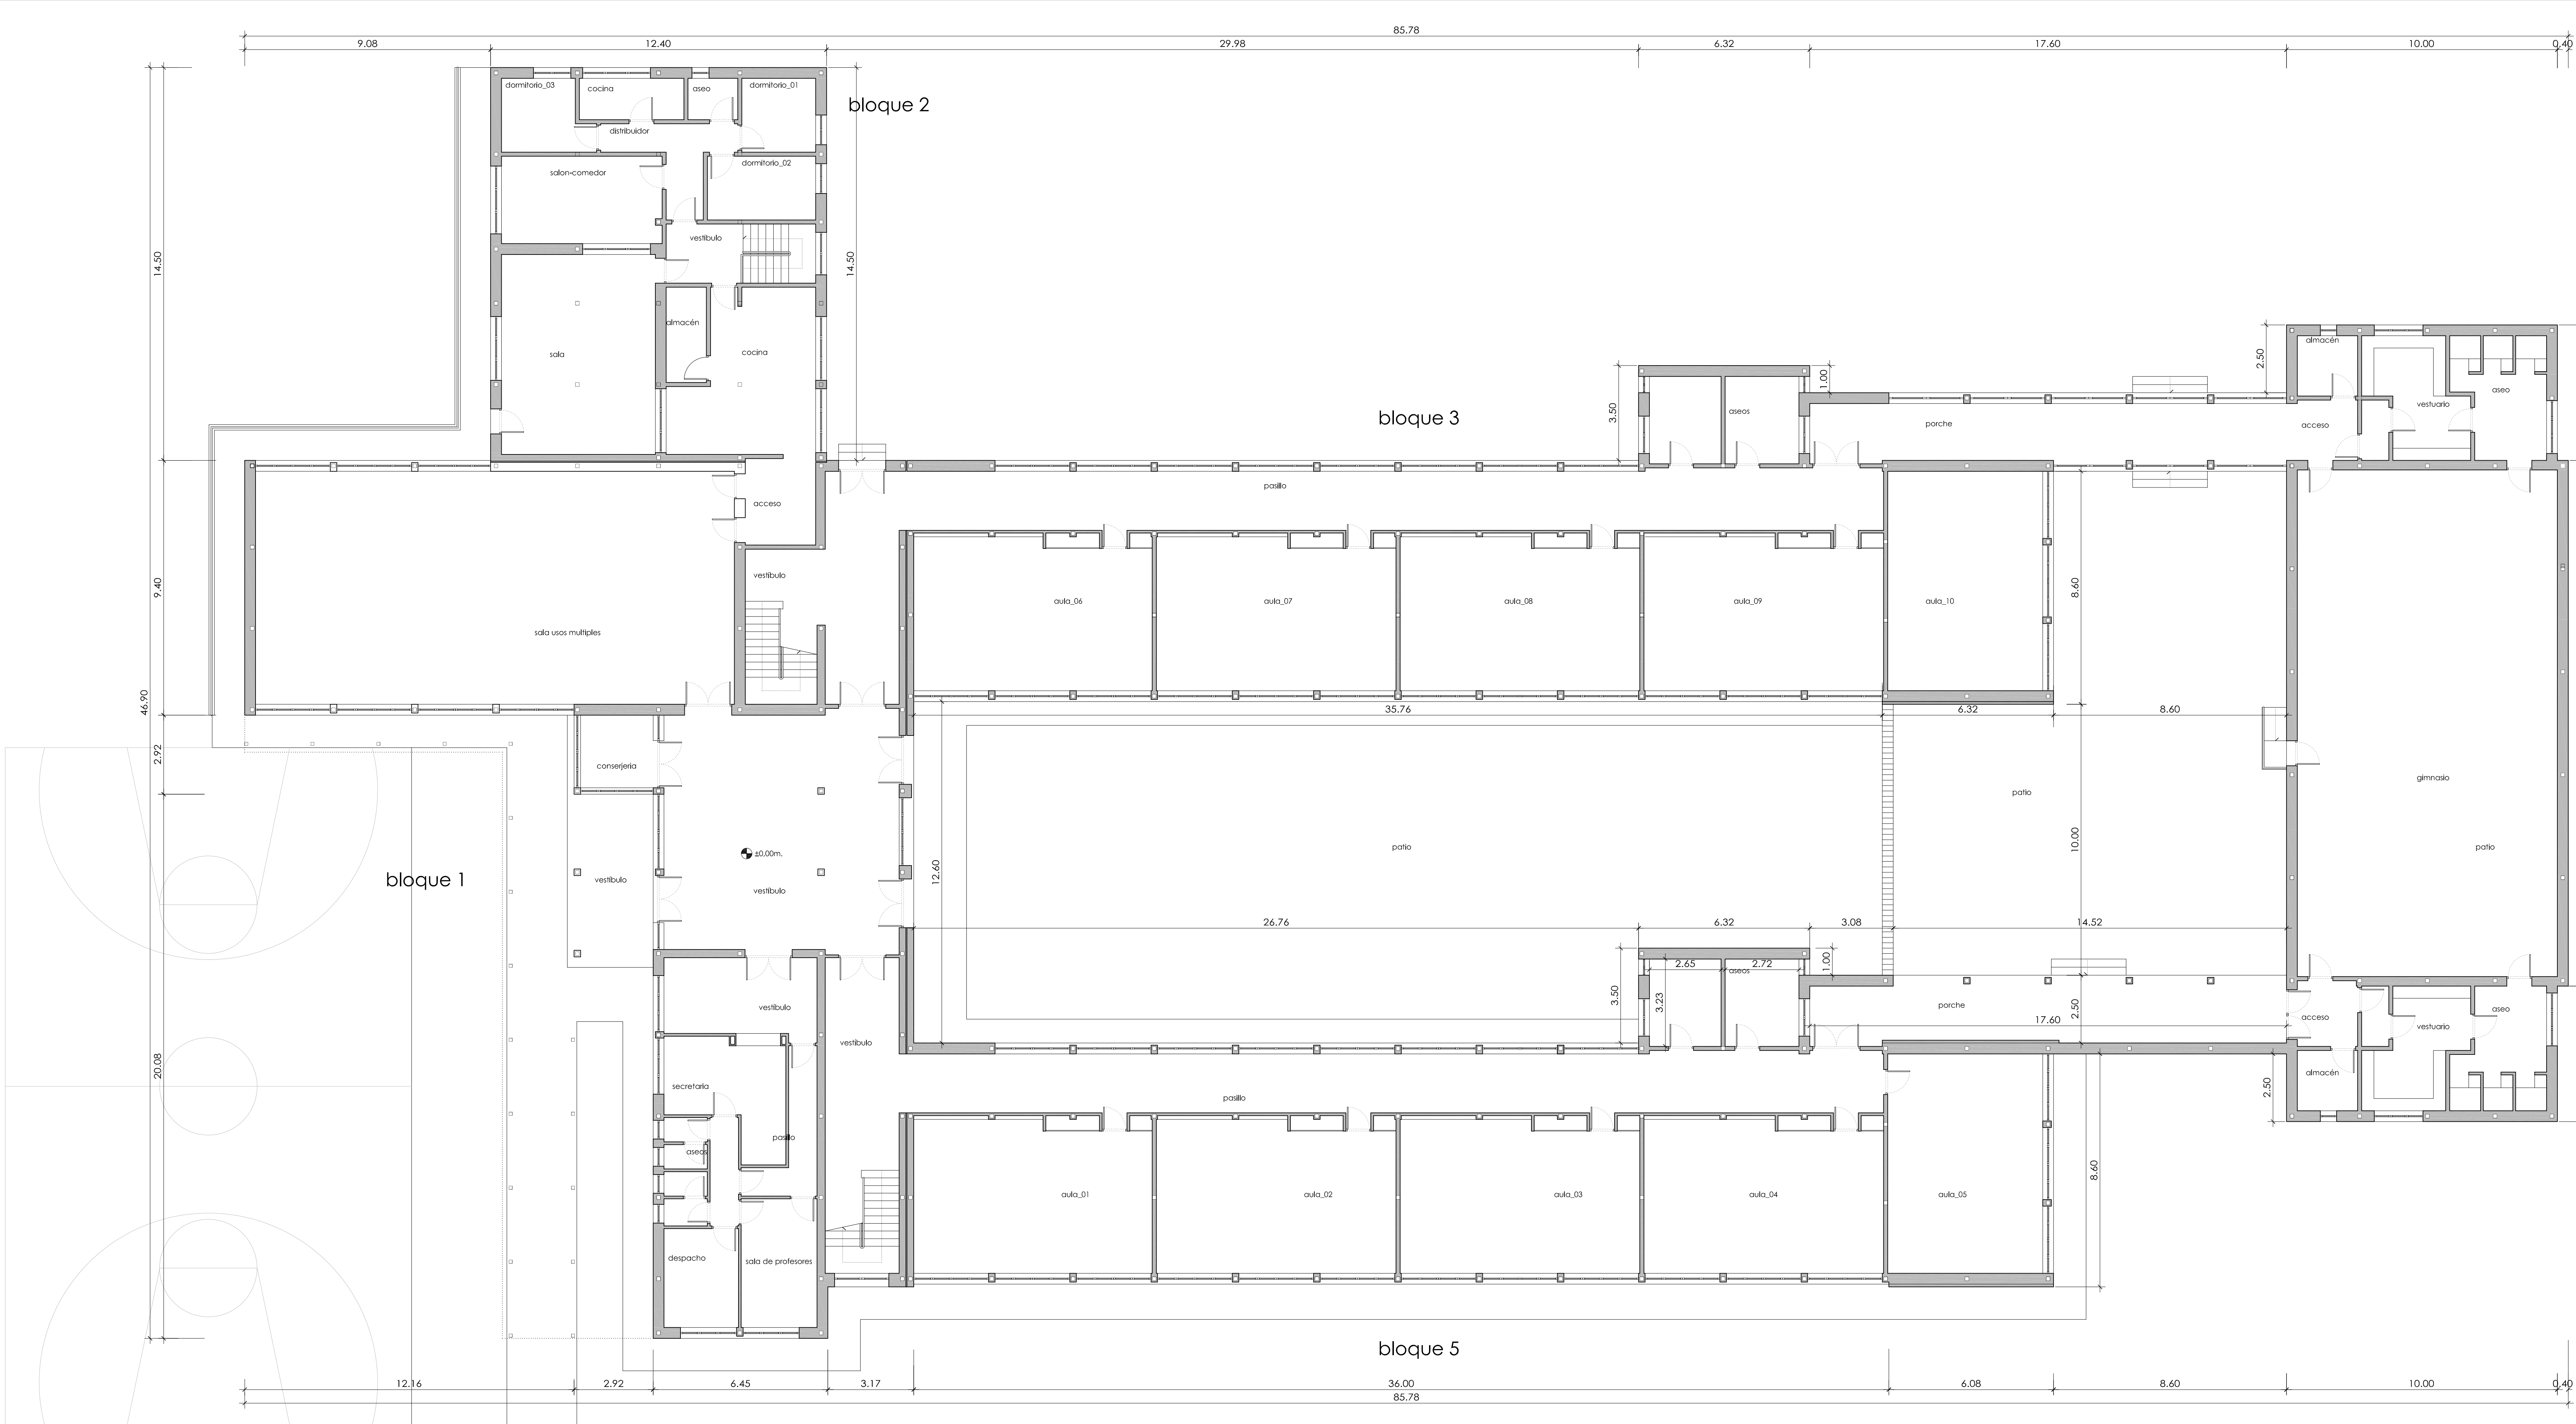 85.78
9.08 12.40 29.98 6.32 17.60 10.00 0.40
dormitorio_03 cocina aseo dormitorio_01
bloque 2
distribuidor
dormitorio_02
salon-comedor
vestíbulo
14.50 14.50
almacén
sala cocina
almacén
2.50
1.00
aseo
3.50 aseos
vestuario
bloque 3
porche acceso
pasillo
acceso
vestíbulo
9.40
8.60
aula_06 aula_07 aula_08 aula_09 aula_10
sala usos multiples
46.90
35.76 6.32 8.60
2.92
conserjeria
gimnasio
patio
10.00
patio patio
±0,00m.
12.60
bloque 1 vestíbulo
vestíbulo
26.76 6.32 3.08 14.52
2.65 2.72 1.00
aseos
3.50 3.23
vestíbulo
porche 2.50 aseo
acceso
17.60 vestuario
vestíbulo
20.08
almacén
secretaria
2.50
pasillo
pasillo
aseos
8.60
aula_01 aula_02 aula_03 aula_04 aula_05
despacho sala de profesores
bloque 5
12.16 2.92 6.45 3.17 36.00 6.08 8.60 10.00 0.40
85.78